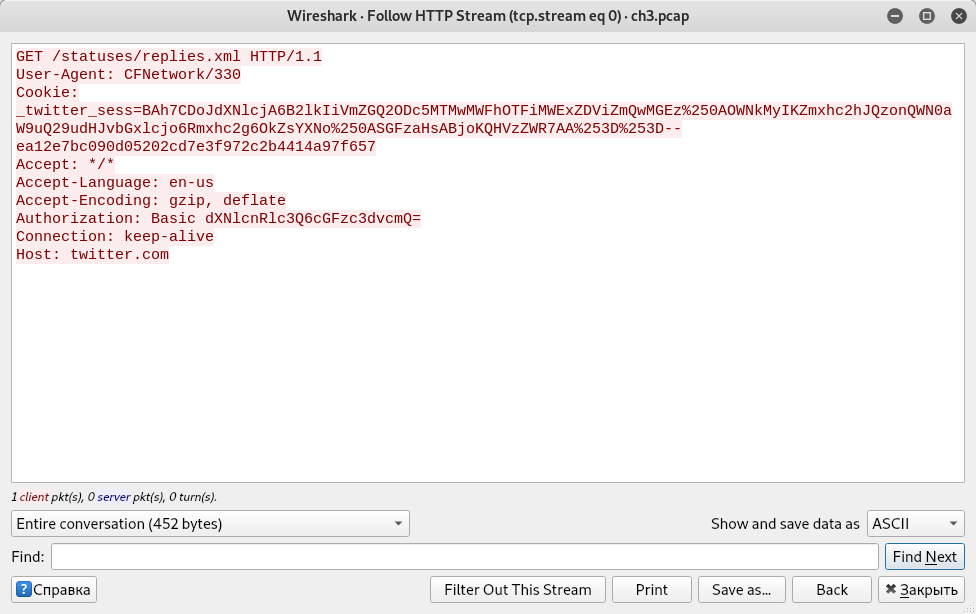 Wireshark · Follow HTTP Stream (tcp.stream eq 0) · ch3.pcap
GET /statuses/replies.xml HTTP/1.1
User-Agent: CFNetwork/330
Cookie:
_twitter_sess=BAh7CDoJdXNlcjA6B2lkIiVmZGQ2ODc5MTMwMWFhOTFiMWExZDViZmQwMGEz%250AOWNkMyIKZmxhc2hJQzonQWN0a
W9uQ29udHJvbGxlcjo6Rmxhc2g6OkZsYXNo%250ASGFzaHsABjoKQHVzZWR7AA%253D%253D--
ea12e7bc090d05202cd7e3f972c2b4414a97f657
Accept: */*
Accept-Language: en-us
Accept-Encoding: gzip, deflate
Authorization: Basic dXNlcnRlc3Q6cGFzc3dvcmQ=
Connection: keep-alive
Host: twitter.com
1 client pkt(s), 0 server pkt(s), 0 turn(s).
Entire conversation (452 bytes)
Show and save data as ASCII
Find:
Find Next
Справка
Filter Out This Stream
Print
Save as...
Back
Закрыть